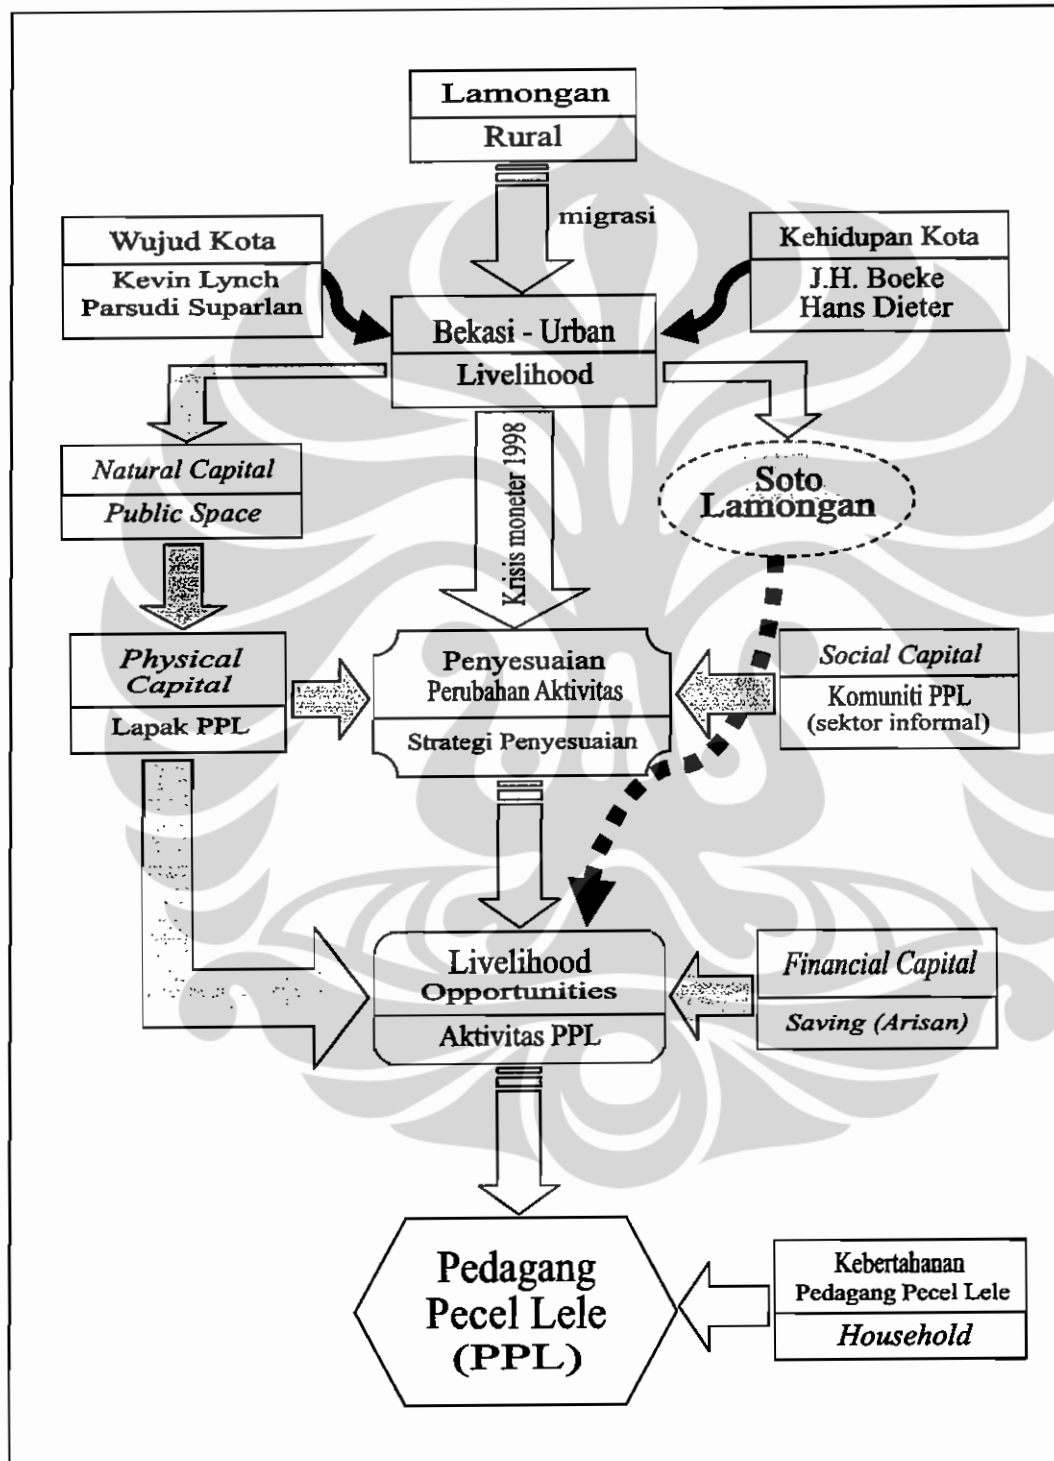 Lamongan
Rural
migrasi
Wujud Kota
Kevin Lynch
Parsudi Suparlan
Kehidupan Kota
J.H. Boeke
Hans Dieter
Bekasi - Urban
Livelihood
Natural Capital
Public Space
Krisis moneter 1998
Soto
Lamongan
Physical
Capital
Lapak PPL
Penyesuaian
Perubahan Aktivitas
Strategi Penyesuaian
Social Capital
Komuniti PPL
(sektor informal)
Livelihood
Opportunities
Aktivitas PPL
Financial Capital
Saving (Arisan)
Pedagang
Pecel Lele
(PPL)
Kebertahanan
Pedagang Pecel Lele
Household